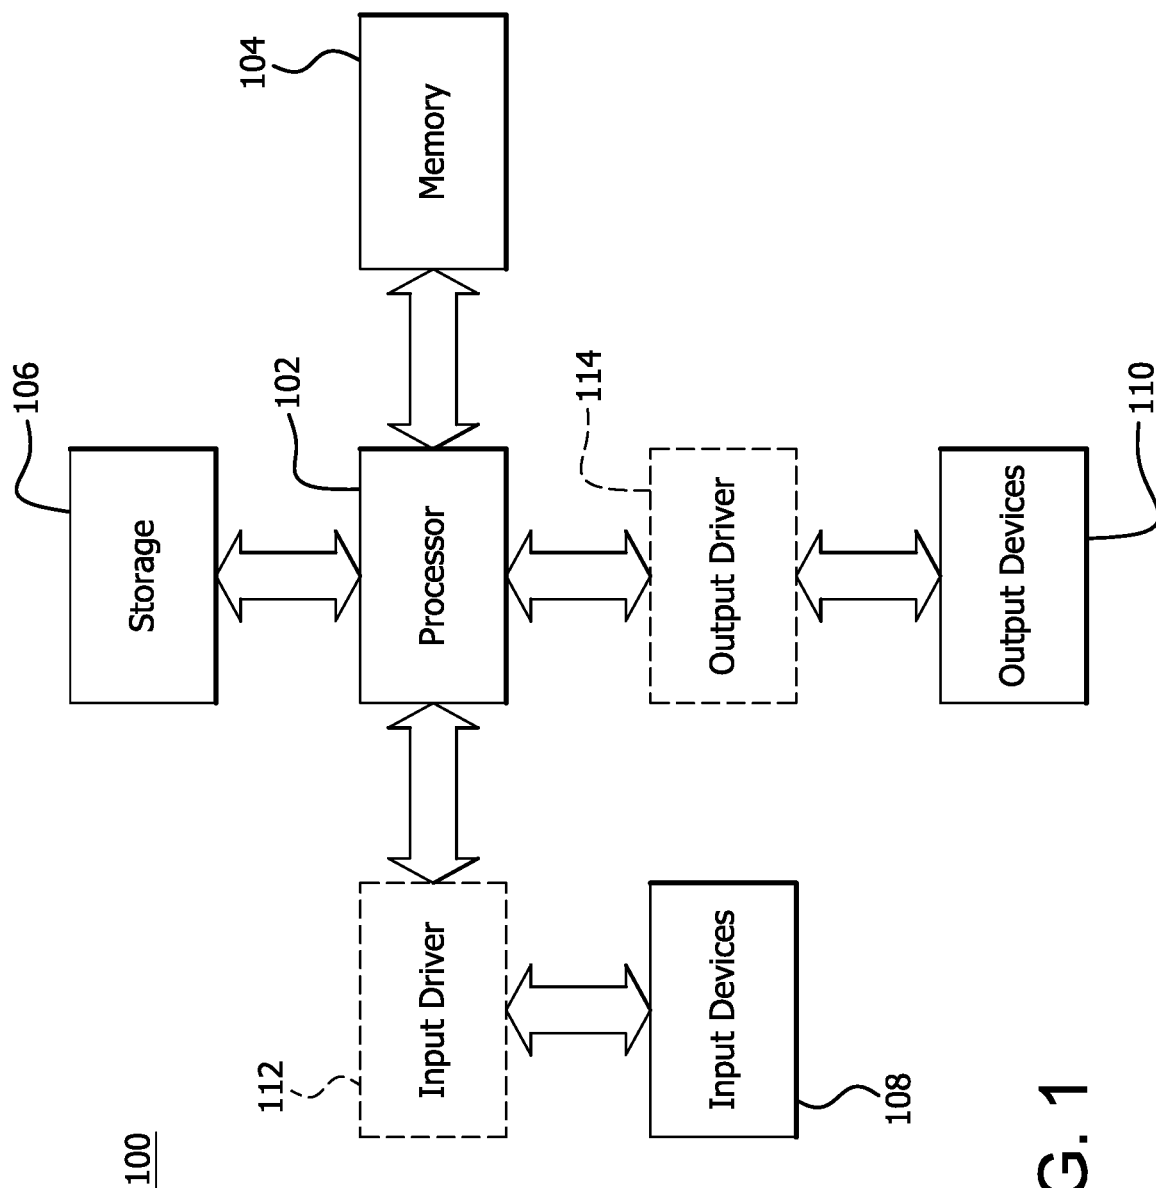 106
100
Storage
104
112
102
Input Driver
Processor
Memory
114
Input Devices
Output Driver
108
Output Devices
G. 1
110